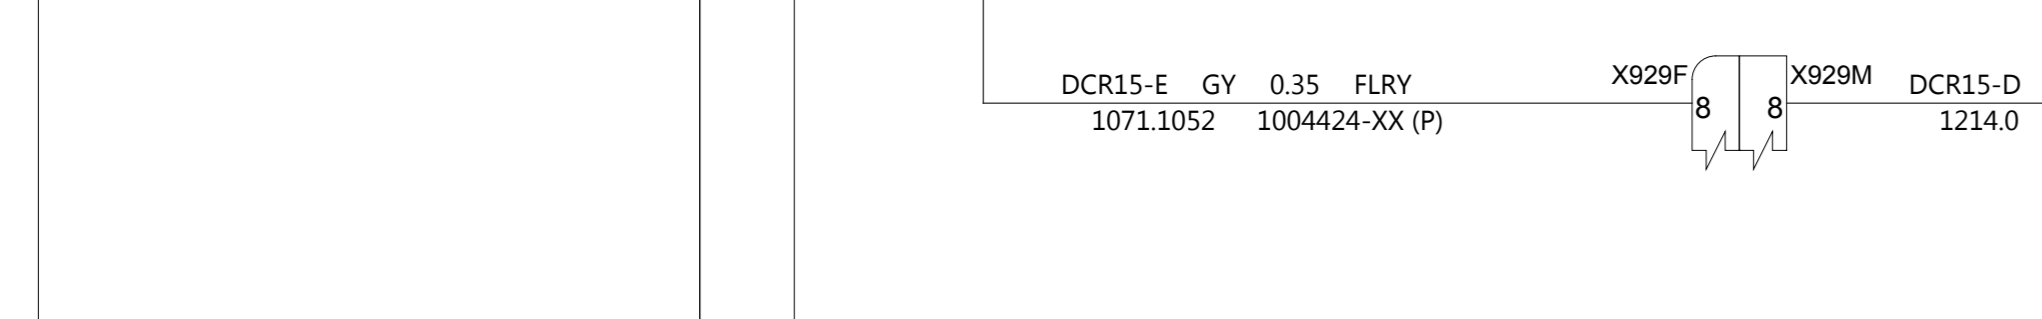 DCR15-E GY 0.35 FLRY
1071.1052 1004424-XX (P)
X929F
8
X929M
8
DCR15-D
1214.0